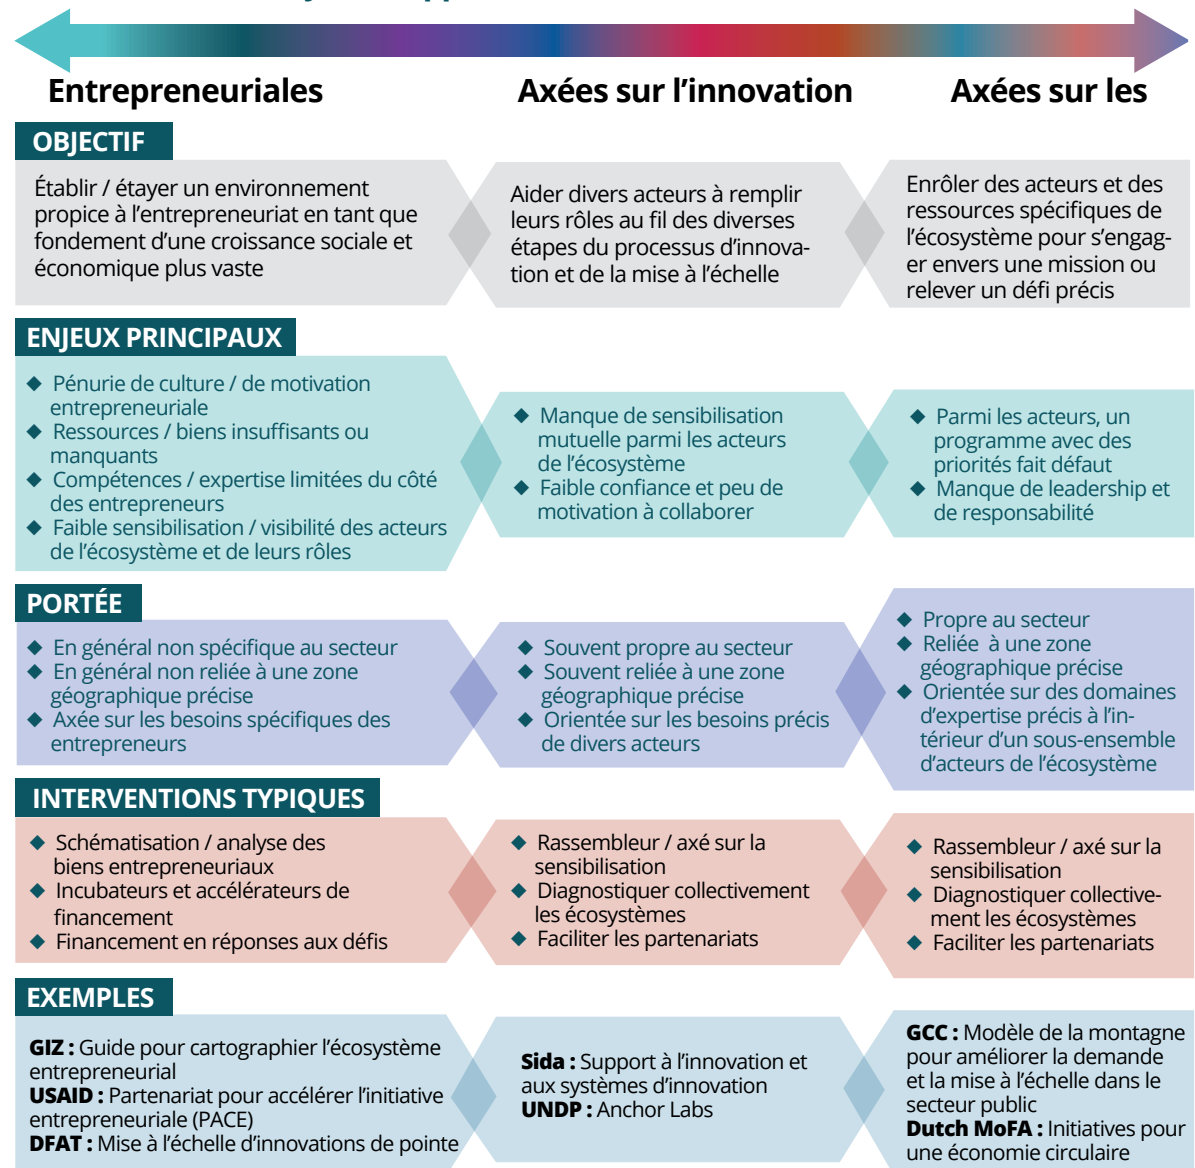 Entrepreneuriales
Axées sur l'innovation
Axées sur les
OBJECTIF
Établir / étayer un environnement
propice à l'entrepreneuriat en tant que
fondement d'une croissance sociale et
économique plus vaste
Aider divers acteurs à remplir
leurs rôles au fil des diverses
étapes du processus d'innova-
tion et de la mise à l'échelle
Enrôler des acteurs et des
ressources spécifiques de
l'écosystème pour s'engag-
er envers une mission ou
relever un défi précis
ENJEUX PRINCIPAUX
◆ Pénurie de culture / de motivation
entrepreneuriale
◆ Ressources / biens insuffisants ou
manquants
◆ Compétences / expertise limitées du côté
des entrepreneurs
◆ Faible sensibilisation / visibilité des acteurs
de l'écosystème et de leurs rôles
◆ Manque de sensibilisation
mutuelle parmi les acteurs
de l'écosystème
◆ Faible confiance et peu de
motivation à collaborer
◆ Parmi les acteurs, un
programme avec des
priorités fait défaut
◆ Manque de leadership et
de responsabilité
PORTÉE
◆ En général non spécifique au secteur
◆ En général non reliée à une zone
géographique précise
◆ Axée sur les besoins spécifiques des
entrepreneurs
◆ Souvent propre au secteur
◆ Souvent reliée à une zone
géographique précise
◆ Orientée sur les besoins précis
de divers acteurs
◆ Propre au secteur
◆ Reliée à une zone
géographique précise
◆ Orientée sur des domaines
d'expertise précis à l'in-
térieur d'un sous-ensemble
d'acteurs de l'écosystème
INTERVENTIONS TYPIQUES
◆ Schématisation / analyse des
biens entrepreneuriaux
◆ Incubateurs et accélérateurs de
financement
◆ Financement en réponses aux défis
◆ Rassembleur / axé sur la
sensibilisation
◆ Diagnostiquer collectivement
les écosystèmes
◆ Faciliter les partenariats
◆ Rassembleur / axé sur la
sensibilisation
◆ Diagnostiquer collective-
ment les écosystèmes
◆ Faciliter les partenariats
EXEMPLES
GIZ : Guide pour cartographier l'écosystème
entrepreneurial
USAID : Partenariat pour accélérer l'initiative
entrepreneuriale (PACE)
DFAT : Mise à l'échelle d'innovations de pointe
Sida : Support à l'innovation et
aux systèmes d'innovation
UNDP : Anchor Labs
GCC : Modèle de la montagne
pour améliorer la demande
et la mise à l'échelle dans le
secteur public
Dutch MoFA : Initiatives pour
une économie circulaire